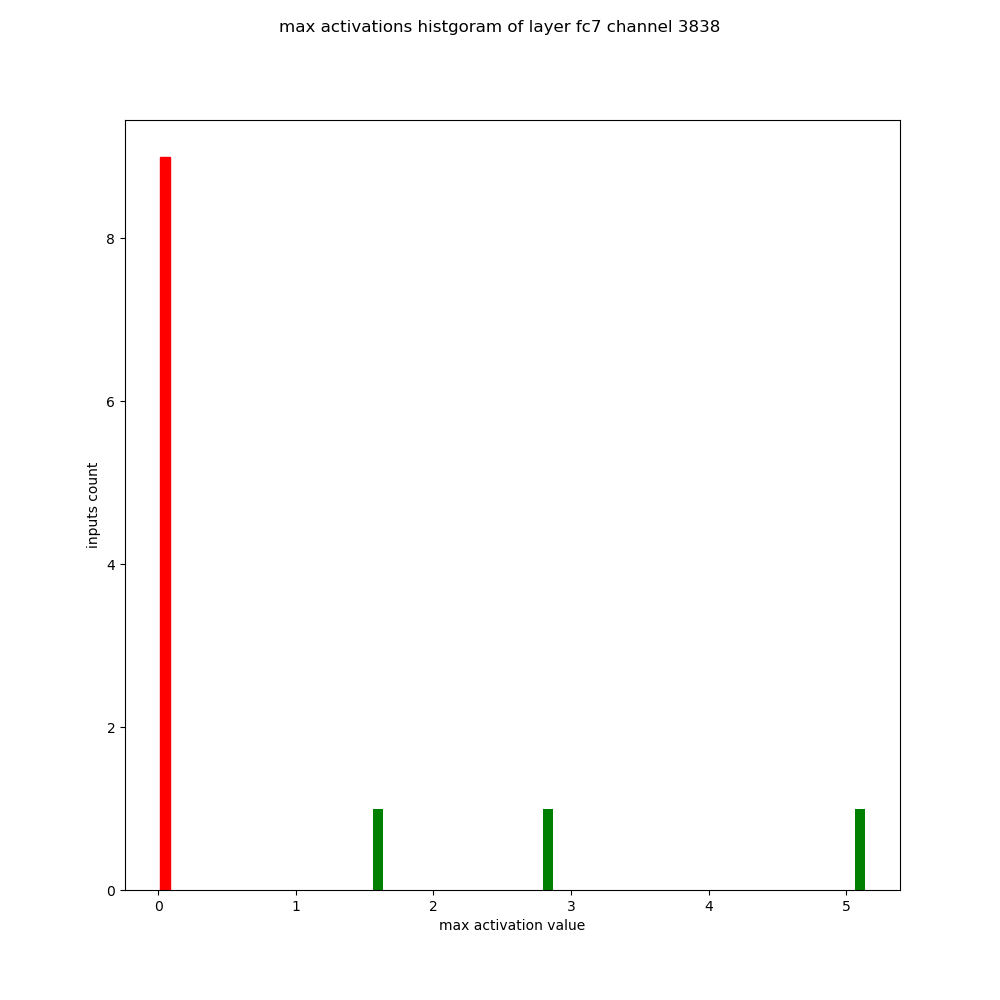 max activations histgoram of layer fc7 channel 3838
8
6
4
2
0
inputs count
0 1 2 3 4 5
max activation value